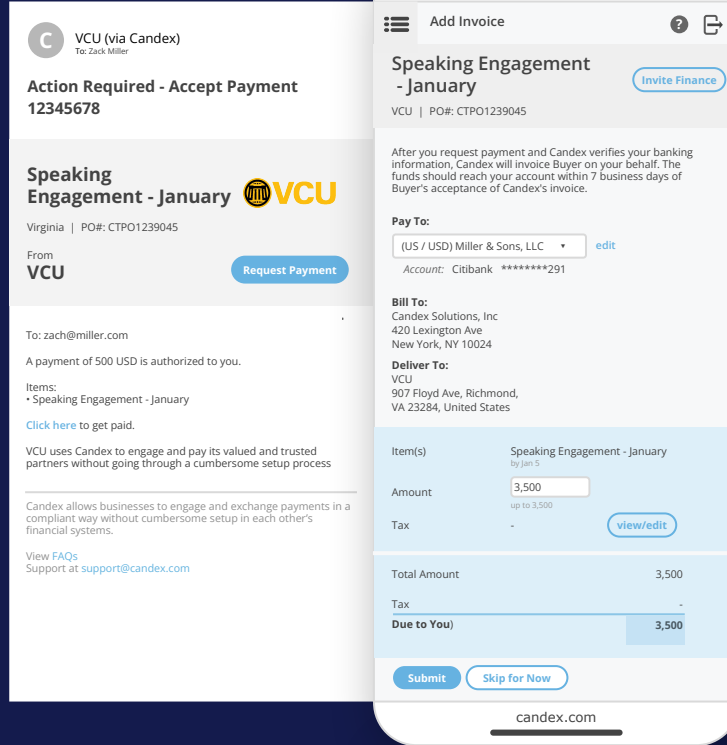 C
VCU (via Candex)
To: Zack Miller
Action Required - Accept Payment
12345678
Speaking
Engagement - January
VCU
Virginia | PO#: CTPO1239045
From
VCU
Request Payment
To: zach@miller.com
A payment of 500 USD is authorized to you.
Items:
• Speaking Engagement - January
Click here to get paid.
VCU uses Candex to engage and pay its valued and trusted
partners without going through a cumbersome setup process
Candex allows businesses to engage and exchange payments in a
compliant way without cumbersome setup in each other's
financial systems.
View FAQs
Support at support@candex.com
Add Invoice
?
Speaking Engagement
- January
Invite Finance
VCU | PO#: CTPO1239045
After you request payment and Candex verifies your banking
information, Candex will invoice Buyer on your behalf. The
funds should reach your account within 7 business days of
Buyer's acceptance of Candex's invoice.
Pay To:
(US / USD) Miller & Sons, LLC
edit
Account: Citibank ********291
Bill To:
Candex Solutions, Inc
420 Lexington Ave
New York, NY 10024
Deliver To:
VCU
907 Floyd Ave, Richmond,
VA 23284, United States
Item(s) Speaking Engagement - January
by Jan 5
Amount 3,500
up to 3,500
Tax - view/edit
Total Amount 3,500
Tax -
Due to You) 3,500
Submit Skip for Now
candex.com